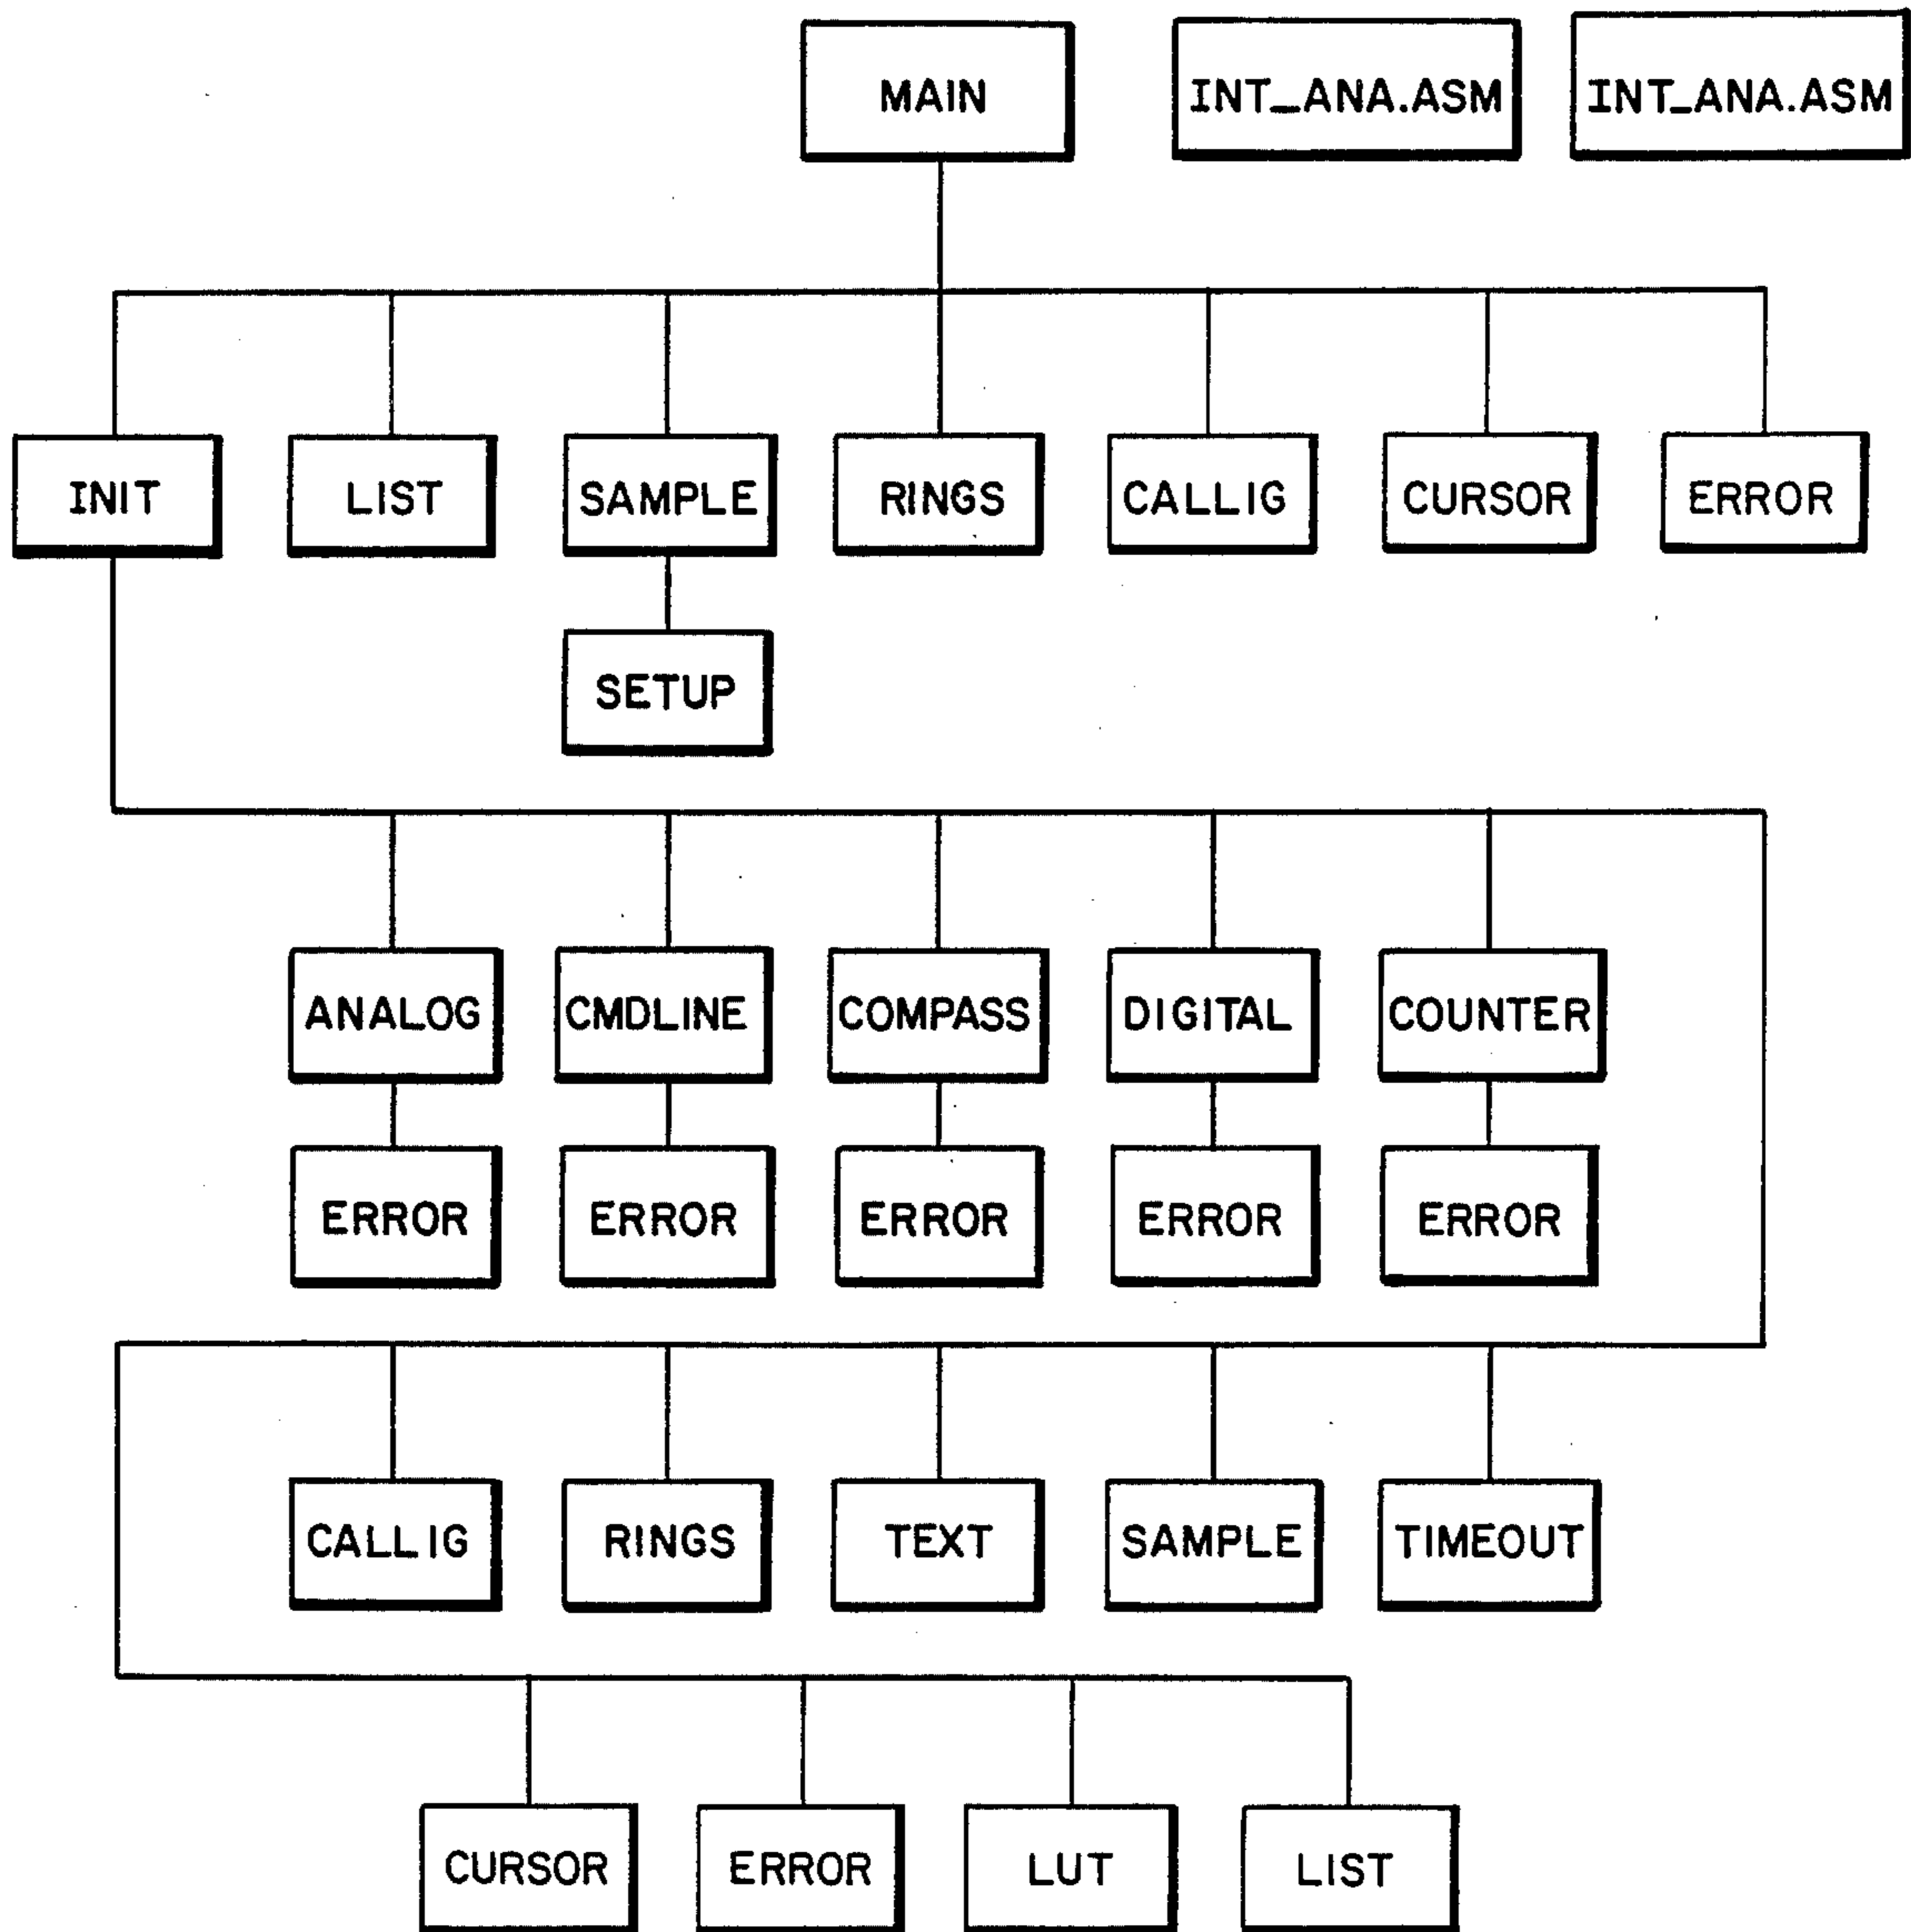 MAIN
INT_ANA.ASM
INT_ANA.ASM
INIT
LIST
SAMPLE
RINGS
CALLIG
CURSOR
ERROR
SETUP
ANALOG
CMDLINE
COMPASS
DIGITAL
COUNTER
ERROR
ERROR
ERROR
ERROR
ERROR
CALLIG
RINGS
TEXT
SAMPLE
TIMEOUT
CURSOR
ERROR
LUT
LIST